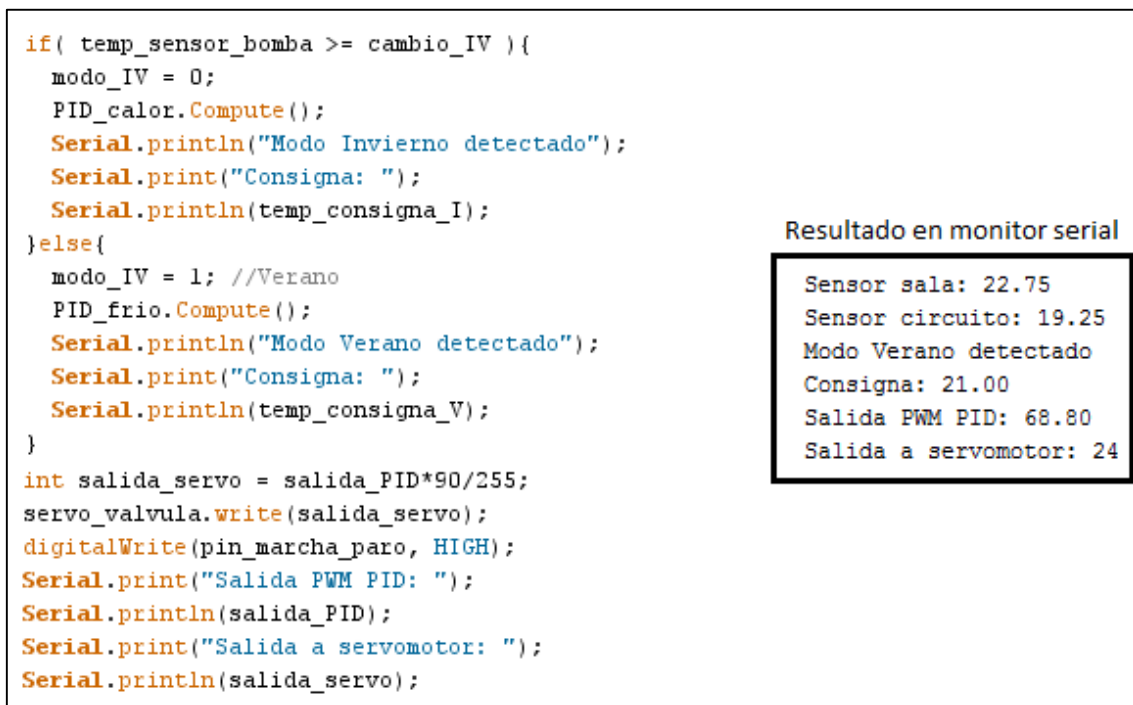 if( temp_sensor_bomba >= cambio_IV ){
  modo_IV = 0;
  PID_calor.Compute();
  Serial.println("Modo Invierno detectado");
  Serial.print("Consigna: ");
  Serial.println(temp_consigna_I);
}else{
  modo_IV = 1; //Verano
  PID_frio.Compute();
  Serial.println("Modo Verano detectado");
  Serial.print("Consigna: ");
  Serial.println(temp_consigna_V);
}
int salida_servo = salida_PID*90/255;
servo_valvula.write(salida_servo);
digitalWrite(pin_marcha_paro, HIGH);
Serial.print("Salida PWM PID: ");
Serial.println(salida_PID);
Serial.print("Salida a servomotor: ");
Serial.println(salida_servo);
Resultado en monitor serial
Sensor sala: 22.75
Sensor circuito: 19.25
Modo Verano detectado
Consigna: 21.00
Salida PWM PID: 68.80
Salida a servomotor: 24